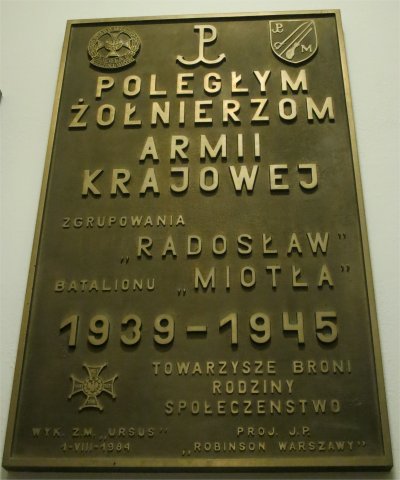 POLEGŁYM
ŻOŁNIERZOM
ARMII
KRAJOWEJ
ZGRUPOWANIA
„RADOSŁAW”
BATALIONU „MIOTŁA”
1939-1945
TOWARZYSZE BRONI
RODZINY
SPOŁECZEŃSTWO
WYK. Z.M. „URSUS”
1-VIII-1984
PROJ. J.P.
„ROBINSON WARSZAWY”